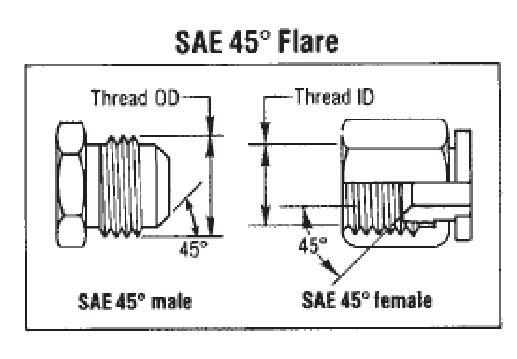 SAE 45° Flare
Thread OD
Thread ID
45°
45°
SAE 45° male
SAE 45° female